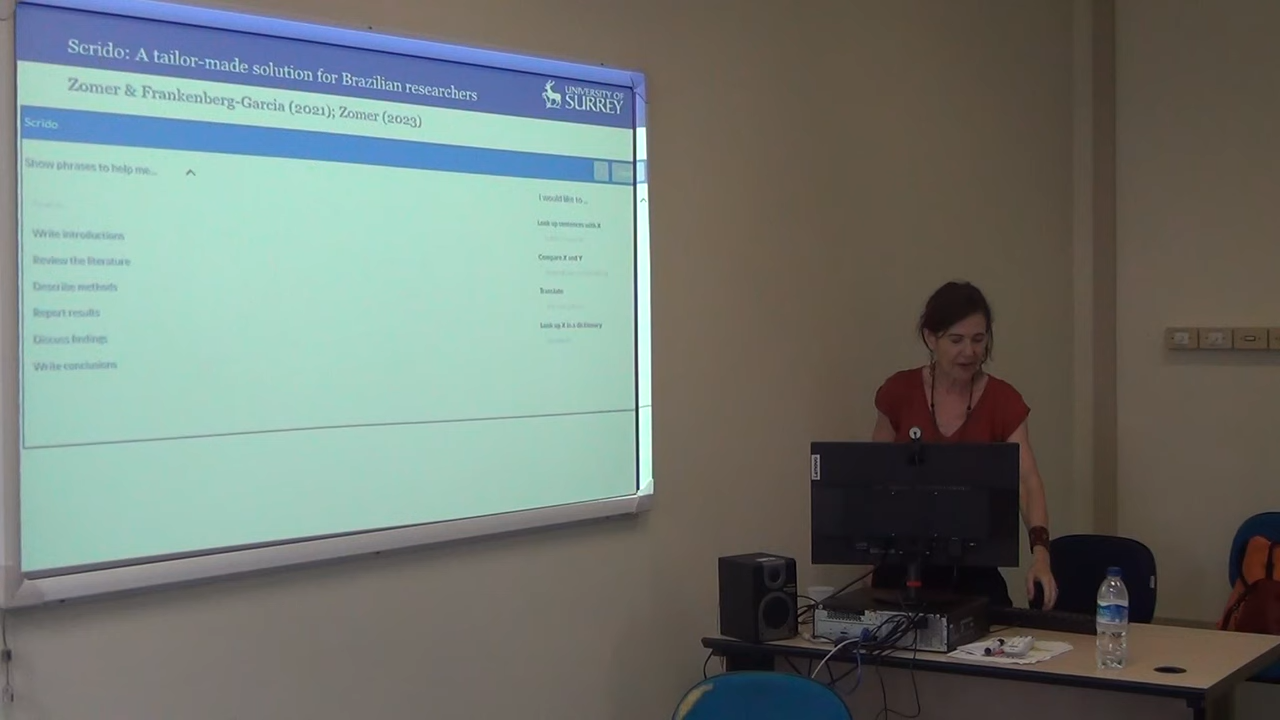 Scrido: A tailor-made solution for Brazilian researchers
UNIVERSITY OF
SURREY
Zomer & Frankenberg-Garcia (2021); Zomer (2023)
Scrido
Show phrases to help me...
Write introductions
Review the literature
Describe methods
Report results
Discuss findings
Write conclusions
I would like to...
Look up sentences with X
Compare X and Y
Translate
Look up X in a dictionary
Lenovo